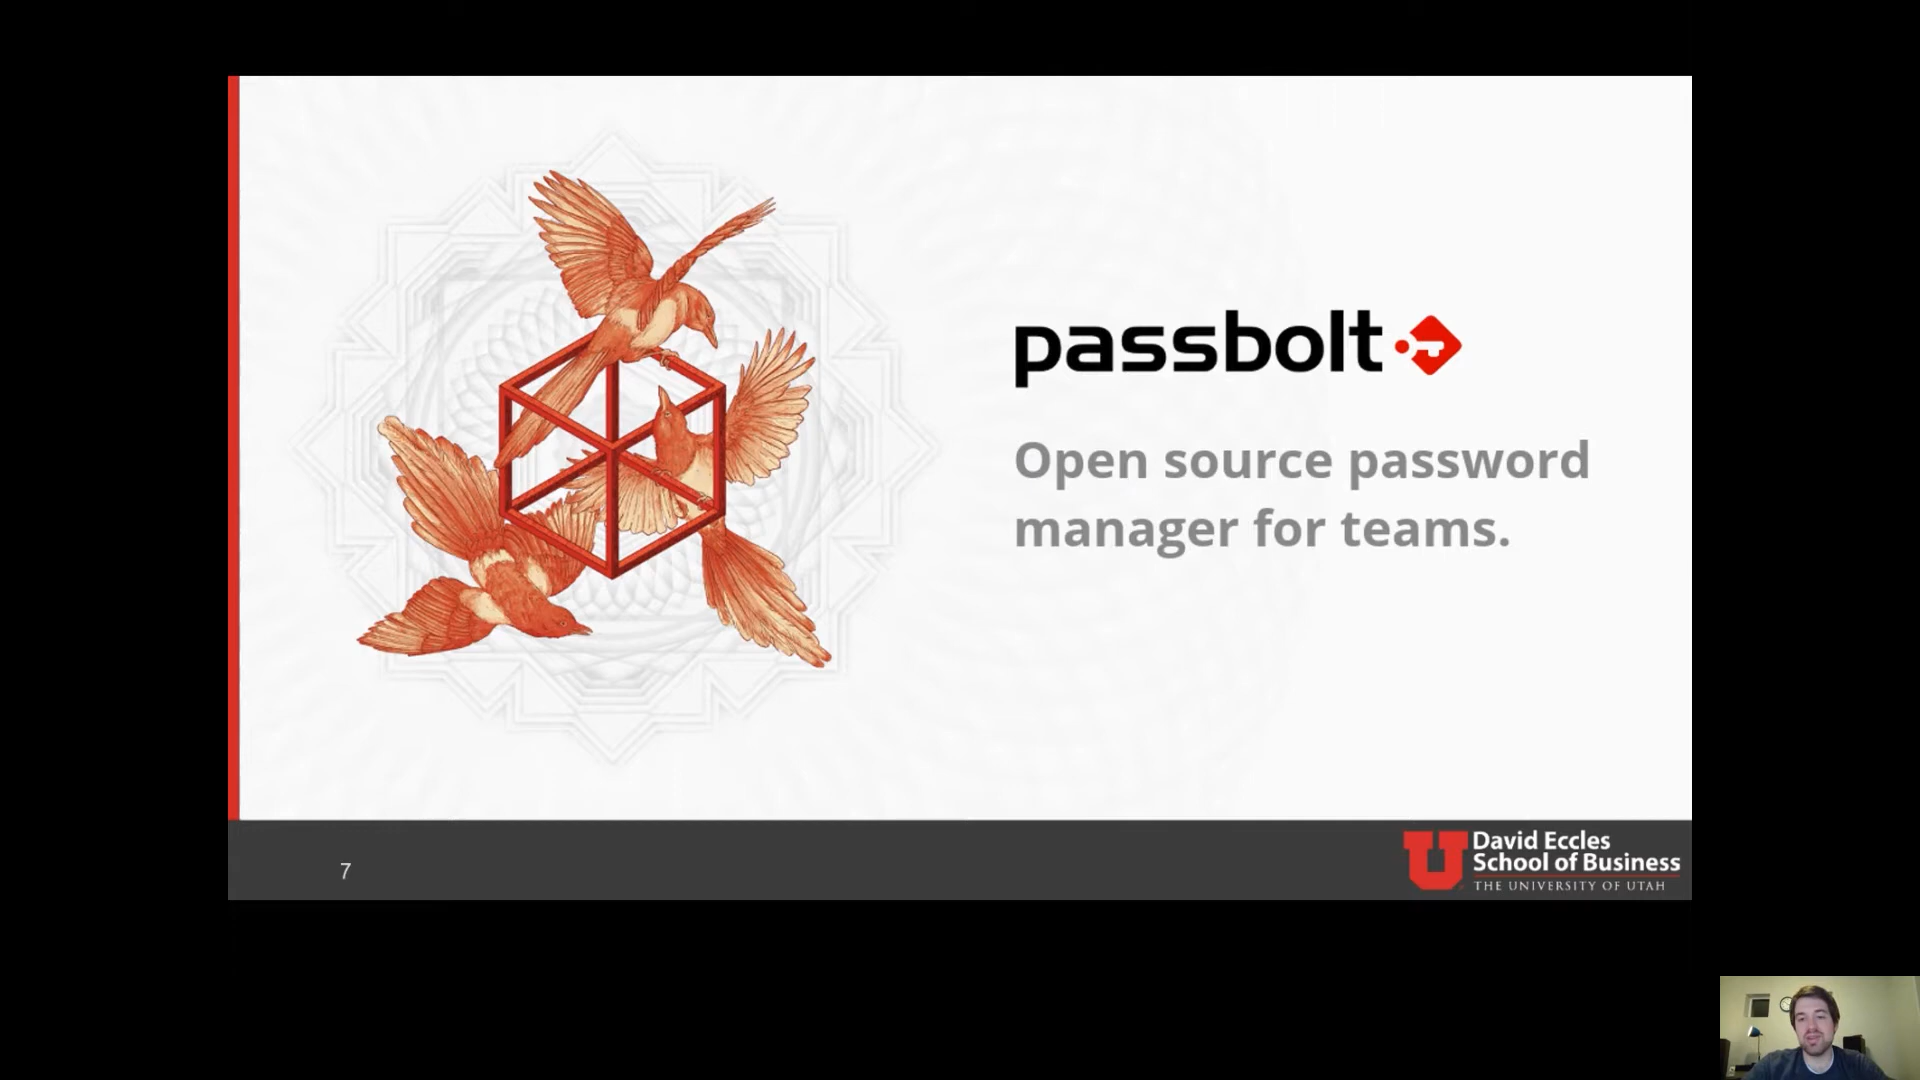 passbolt
Open source password
manager for teams.
7
David Eccles
School of Business
THE UNIVERSITY OF UTAH